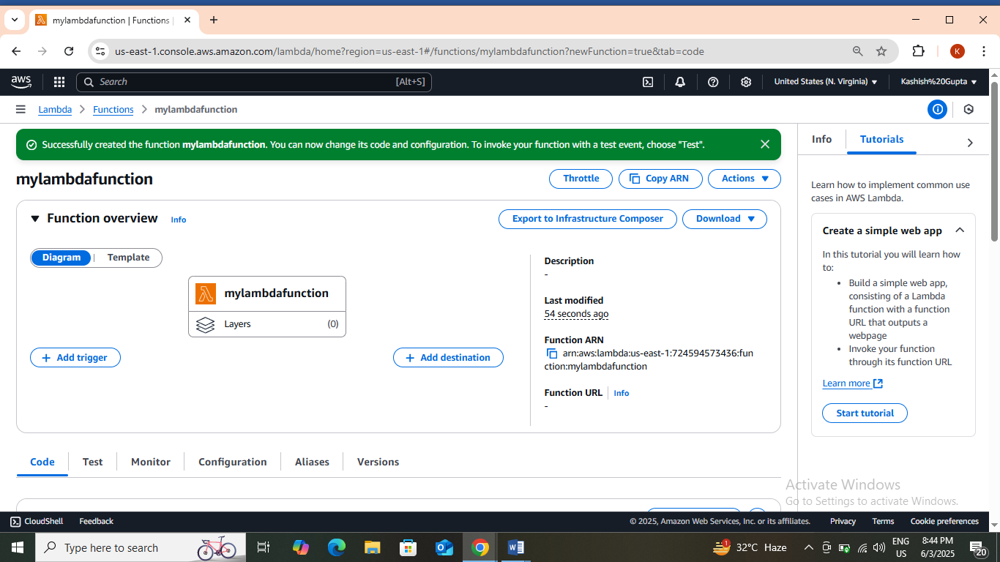 mylambdafunction | Functions
us-east-1.console.aws.amazon.com/lambda/home?region=us-east-1#/functions/mylambdafunction?newFunction=true&tab=code
K
aws
Search
[Alt+S]
United States (N. Virginia)
Kashish%20Gupta
Lambda
Functions
mylambdafunction
Successfully created the function mylambdafunction. You can now change its code and configuration. To invoke your function with a test event, choose "Test".
mylambdafunction
Throttle
Copy ARN
Actions
Function overview
Info
Export to Infrastructure Composer
Download
Diagram
Template
mylambdafunction
Layers
(0)
+ Add trigger
+ Add destination
Description
-
Last modified
54 seconds ago
Function ARN
arn:aws:lambda:us-east-1:724594573436:fun
ction:mylambdafunction
Function URL
Info
-
Code
Test
Monitor
Configuration
Aliases
Versions
Info
Tutorials
Learn how to implement common use
cases in AWS Lambda.
Create a simple web app
In this tutorial you will learn how
to:
• Build a simple web app,
consisting of a Lambda
function with a function
URL that outputs a
webpage
• Invoke your function
through its function URL
Learn more
Start tutorial
Activate Windows
Go to Settings to activate Windows.
CloudShell
Feedback
© 2025, Amazon Web Services, Inc. or its affiliates.
Privacy
Terms
Cookie preferences
Type here to search
1
32°C Haze
ENG
US
8:44 PM
6/3/2025
20